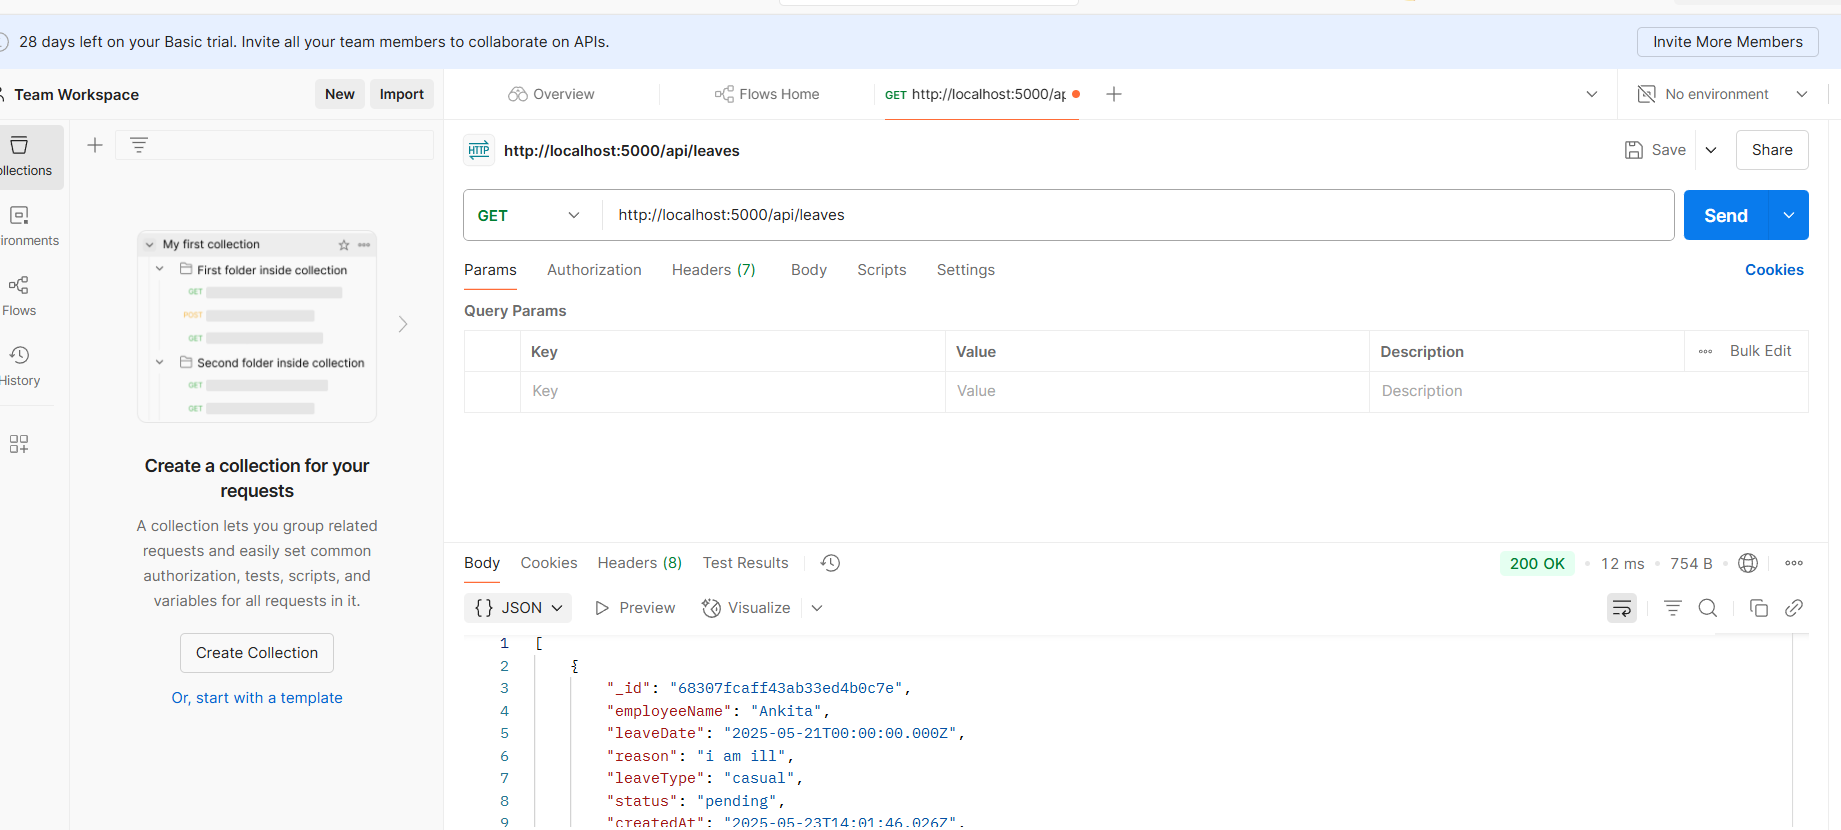 28 days left on your Basic trial. Invite all your team members to collaborate on APIs.
Invite More Members
Team Workspace
New
Import
Overview
Flows Home
GET http://localhost:5000/ap
No environment
ollections
ironments
Flows
History
My first collection
First folder inside collection
GET
POST
GET
Second folder inside collection
GET
GET
Create a collection for your
requests
A collection lets you group related
requests and easily set common
authorization, tests, scripts, and
variables for all requests in it.
Create Collection
Or, start with a template
HTTP
http://localhost:5000/api/leaves
Save
Share
GET
http://localhost:5000/api/leaves
Send
Params
Authorization
Headers (7)
Body
Scripts
Settings
Cookies
Query Params
Key
Value
Description
Bulk Edit
Key
Value
Description
Body
Cookies
Headers (8)
Test Results
200 OK
12 ms
754 B
{} JSON
Preview
Visualize
1 [
2 {
3 "_id": "68307fcaff43ab33ed4b0c7e",
4 "employeeName": "Ankita",
5 "leaveDate": "2025-05-21T00:00:00.000Z",
6 "reason": "i am ill",
7 "leaveType": "casual",
8 "status": "pending",
9 "createdAt": "2025-05-23T14:01:46.026Z",